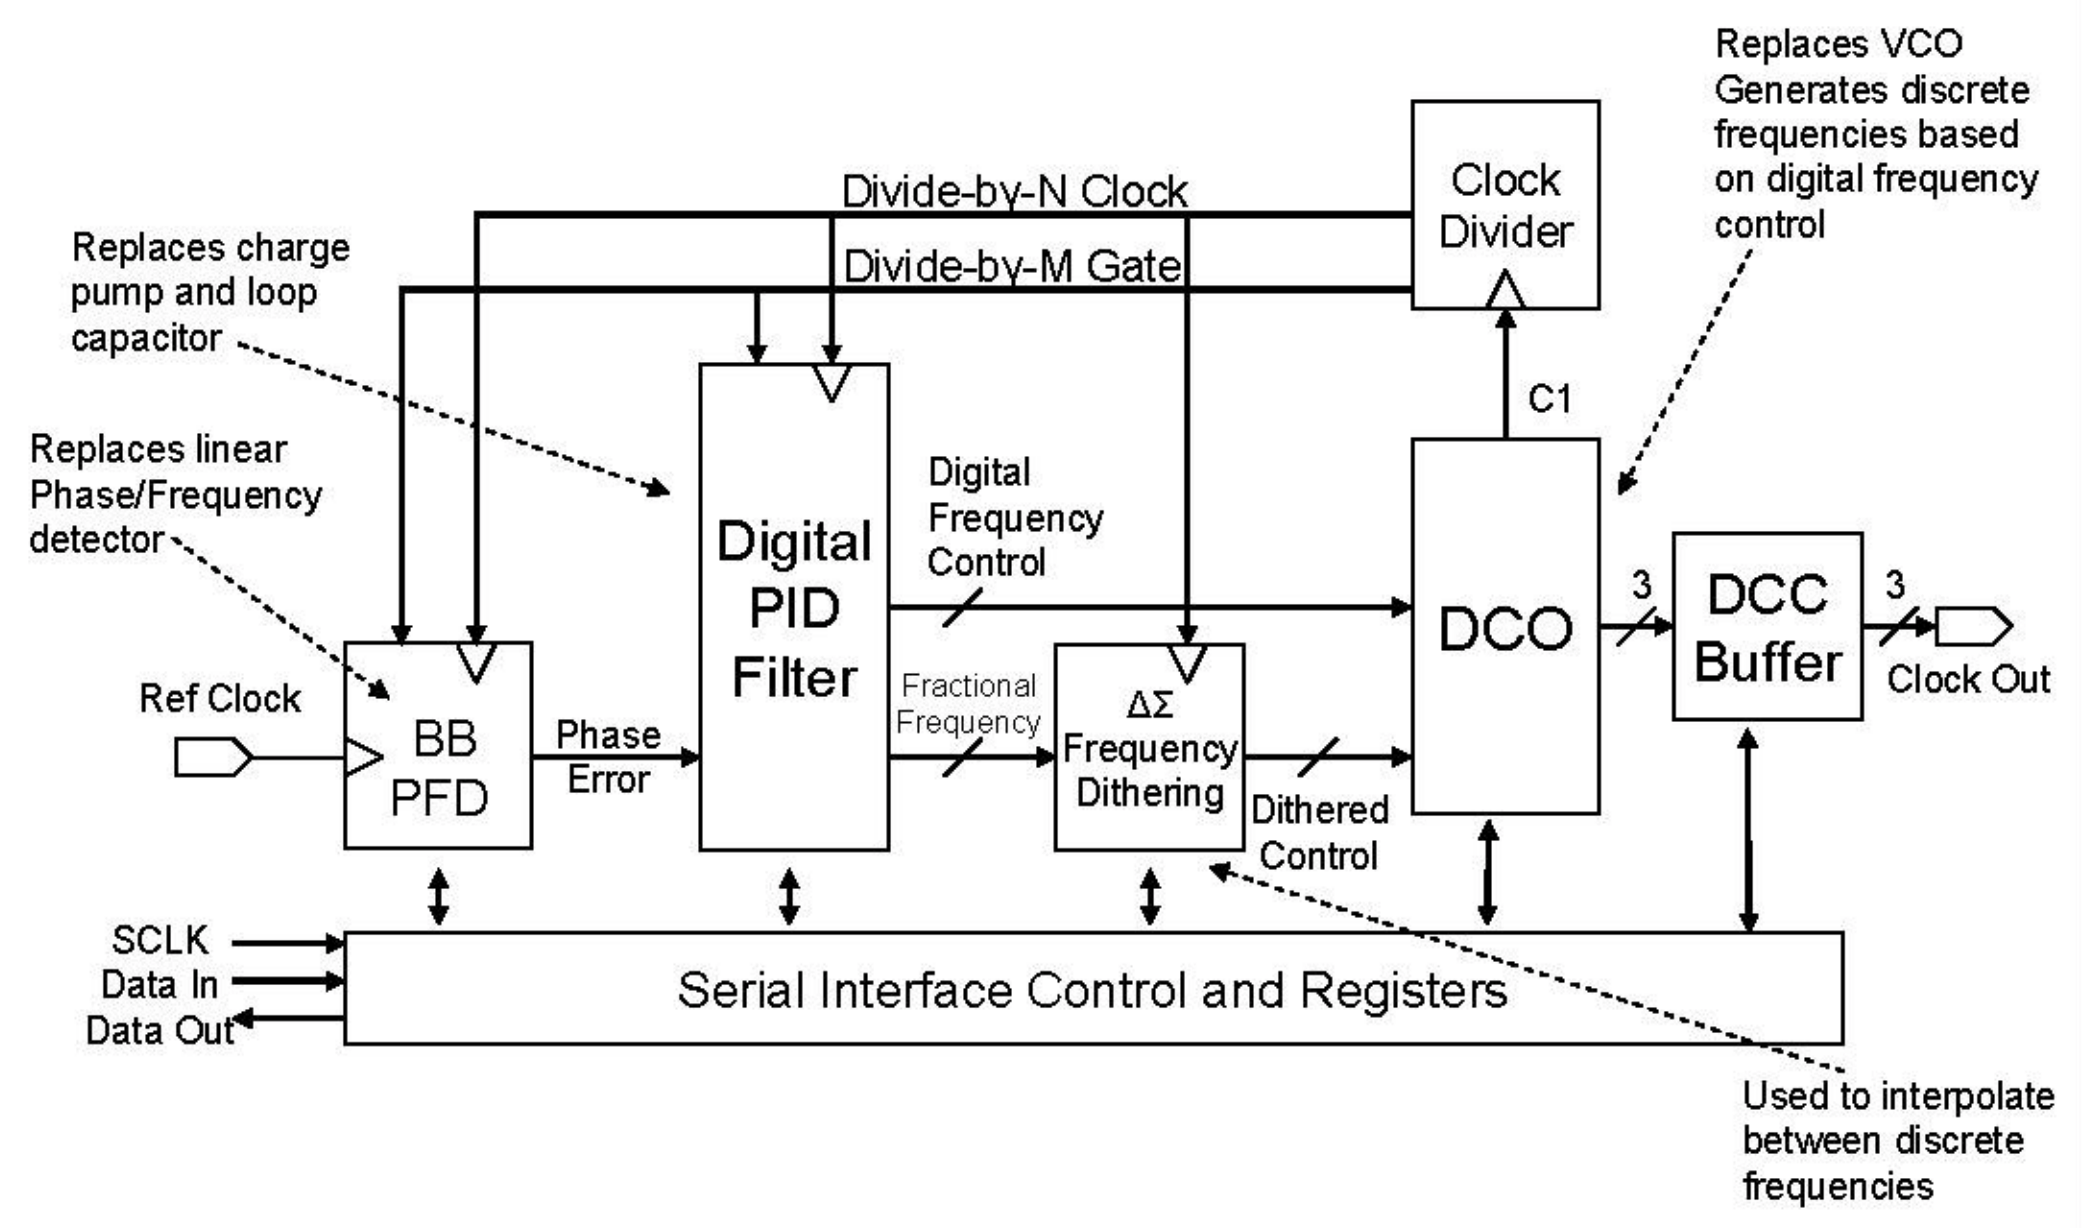 Replaces VCO
Generates discrete
frequencies based
on digital frequency
control
Clock
Divider
Divide-by-N Clock
Divide-by-M Gate
Replaces charge
pump and loop
capacitor
C1
Replaces linear
Phase/Frequency
detector
Digital
Frequency
Control
Digital
PID
Filter
DCO
3
DCC
Buffer
3
Clock Out
Ref Clock
BB
PFD
Phase
Error
Fractional
Frequency
ΔΣ
Frequency
Dithering
Dithered
Control
SCLK
Data In
Data Out
Serial Interface Control and Registers
Used to interpolate
between discrete
frequencies